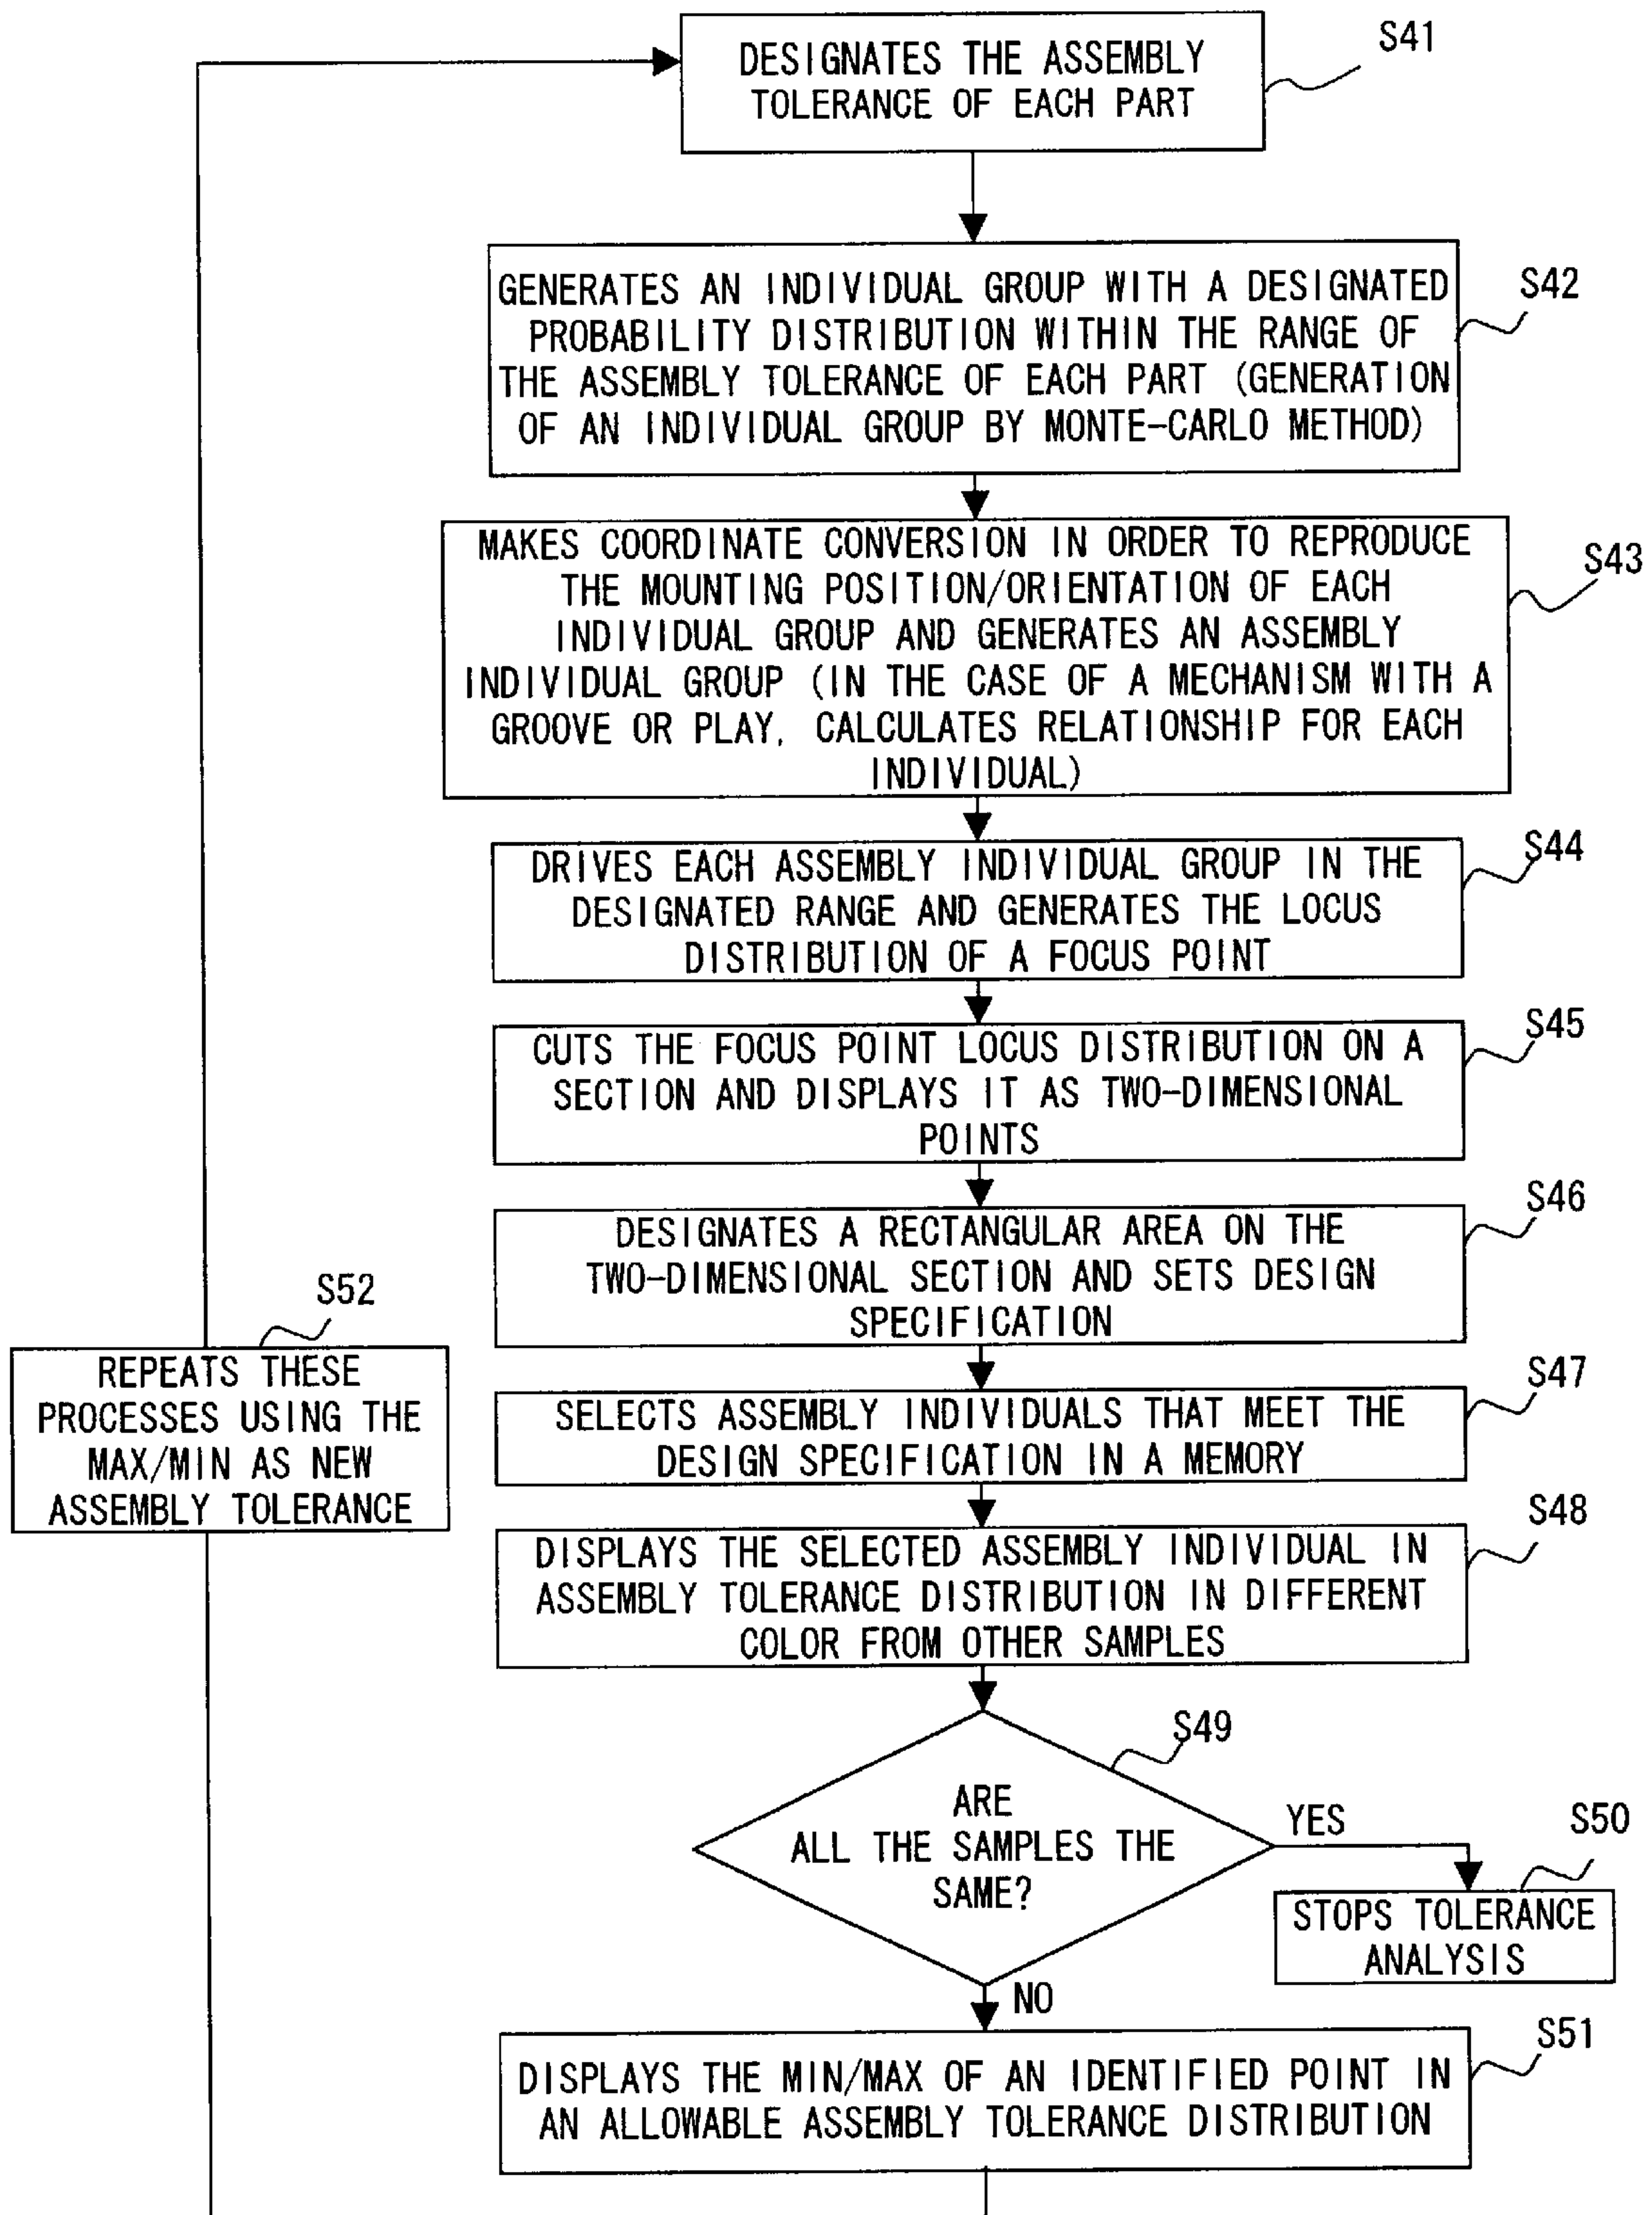 S41
DESIGNATES THE ASSEMBLY
TOLERANCE OF EACH PART
S42
GENERATES AN INDIVIDUAL GROUP WITH A DESIGNATED
PROBABILITY DISTRIBUTION WITHIN THE RANGE OF
THE ASSEMBLY TOLERANCE OF EACH PART (GENERATION
OF AN INDIVIDUAL GROUP BY MONTE-CARLO METHOD)
S43
MAKES COORDINATE CONVERSION IN ORDER TO REPRODUCE
THE MOUNTING POSITION/ORIENTATION OF EACH
INDIVIDUAL GROUP AND GENERATES AN ASSEMBLY
INDIVIDUAL GROUP (IN THE CASE OF A MECHANISM WITH A
GROOVE OR PLAY, CALCULATES RELATIONSHIP FOR EACH
INDIVIDUAL)
S44
DRIVES EACH ASSEMBLY INDIVIDUAL GROUP IN THE
DESIGNATED RANGE AND GENERATES THE LOCUS
DISTRIBUTION OF A FOCUS POINT
S45
CUTS THE FOCUS POINT LOCUS DISTRIBUTION ON A
SECTION AND DISPLAYS IT AS TWO-DIMENSIONAL
POINTS
S46
DESIGNATES A RECTANGULAR AREA ON THE
TWO-DIMENSIONAL SECTION AND SETS DESIGN
SPECIFICATION
S52
REPEATS THESE
PROCESSES USING THE
MAX/MIN AS NEW
ASSEMBLY TOLERANCE
S47
SELECTS ASSEMBLY INDIVIDUALS THAT MEET THE
DESIGN SPECIFICATION IN A MEMORY
S48
DISPLAYS THE SELECTED ASSEMBLY INDIVIDUAL IN
ASSEMBLY TOLERANCE DISTRIBUTION IN DIFFERENT
COLOR FROM OTHER SAMPLES
S49
ARE
ALL THE SAMPLES THE
SAME?
YES
S50
STOPS TOLERANCE
ANALYSIS
NO
S51
DISPLAYS THE MIN/MAX OF AN IDENTIFIED POINT IN
AN ALLOWABLE ASSEMBLY TOLERANCE DISTRIBUTION